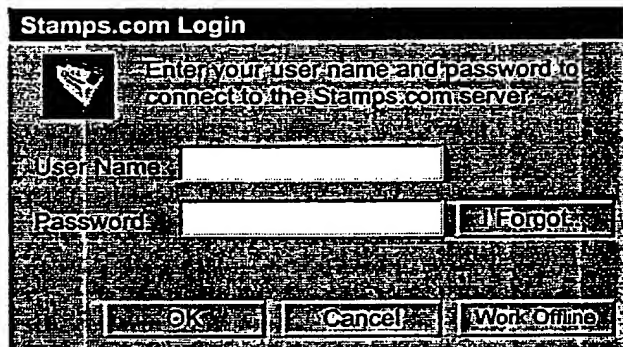 Stamps.com Login
Enter your user name and password to
connect to the Stamps.com server
User Name:
Password:
I Forgot
OK
Cancel
Work Offline